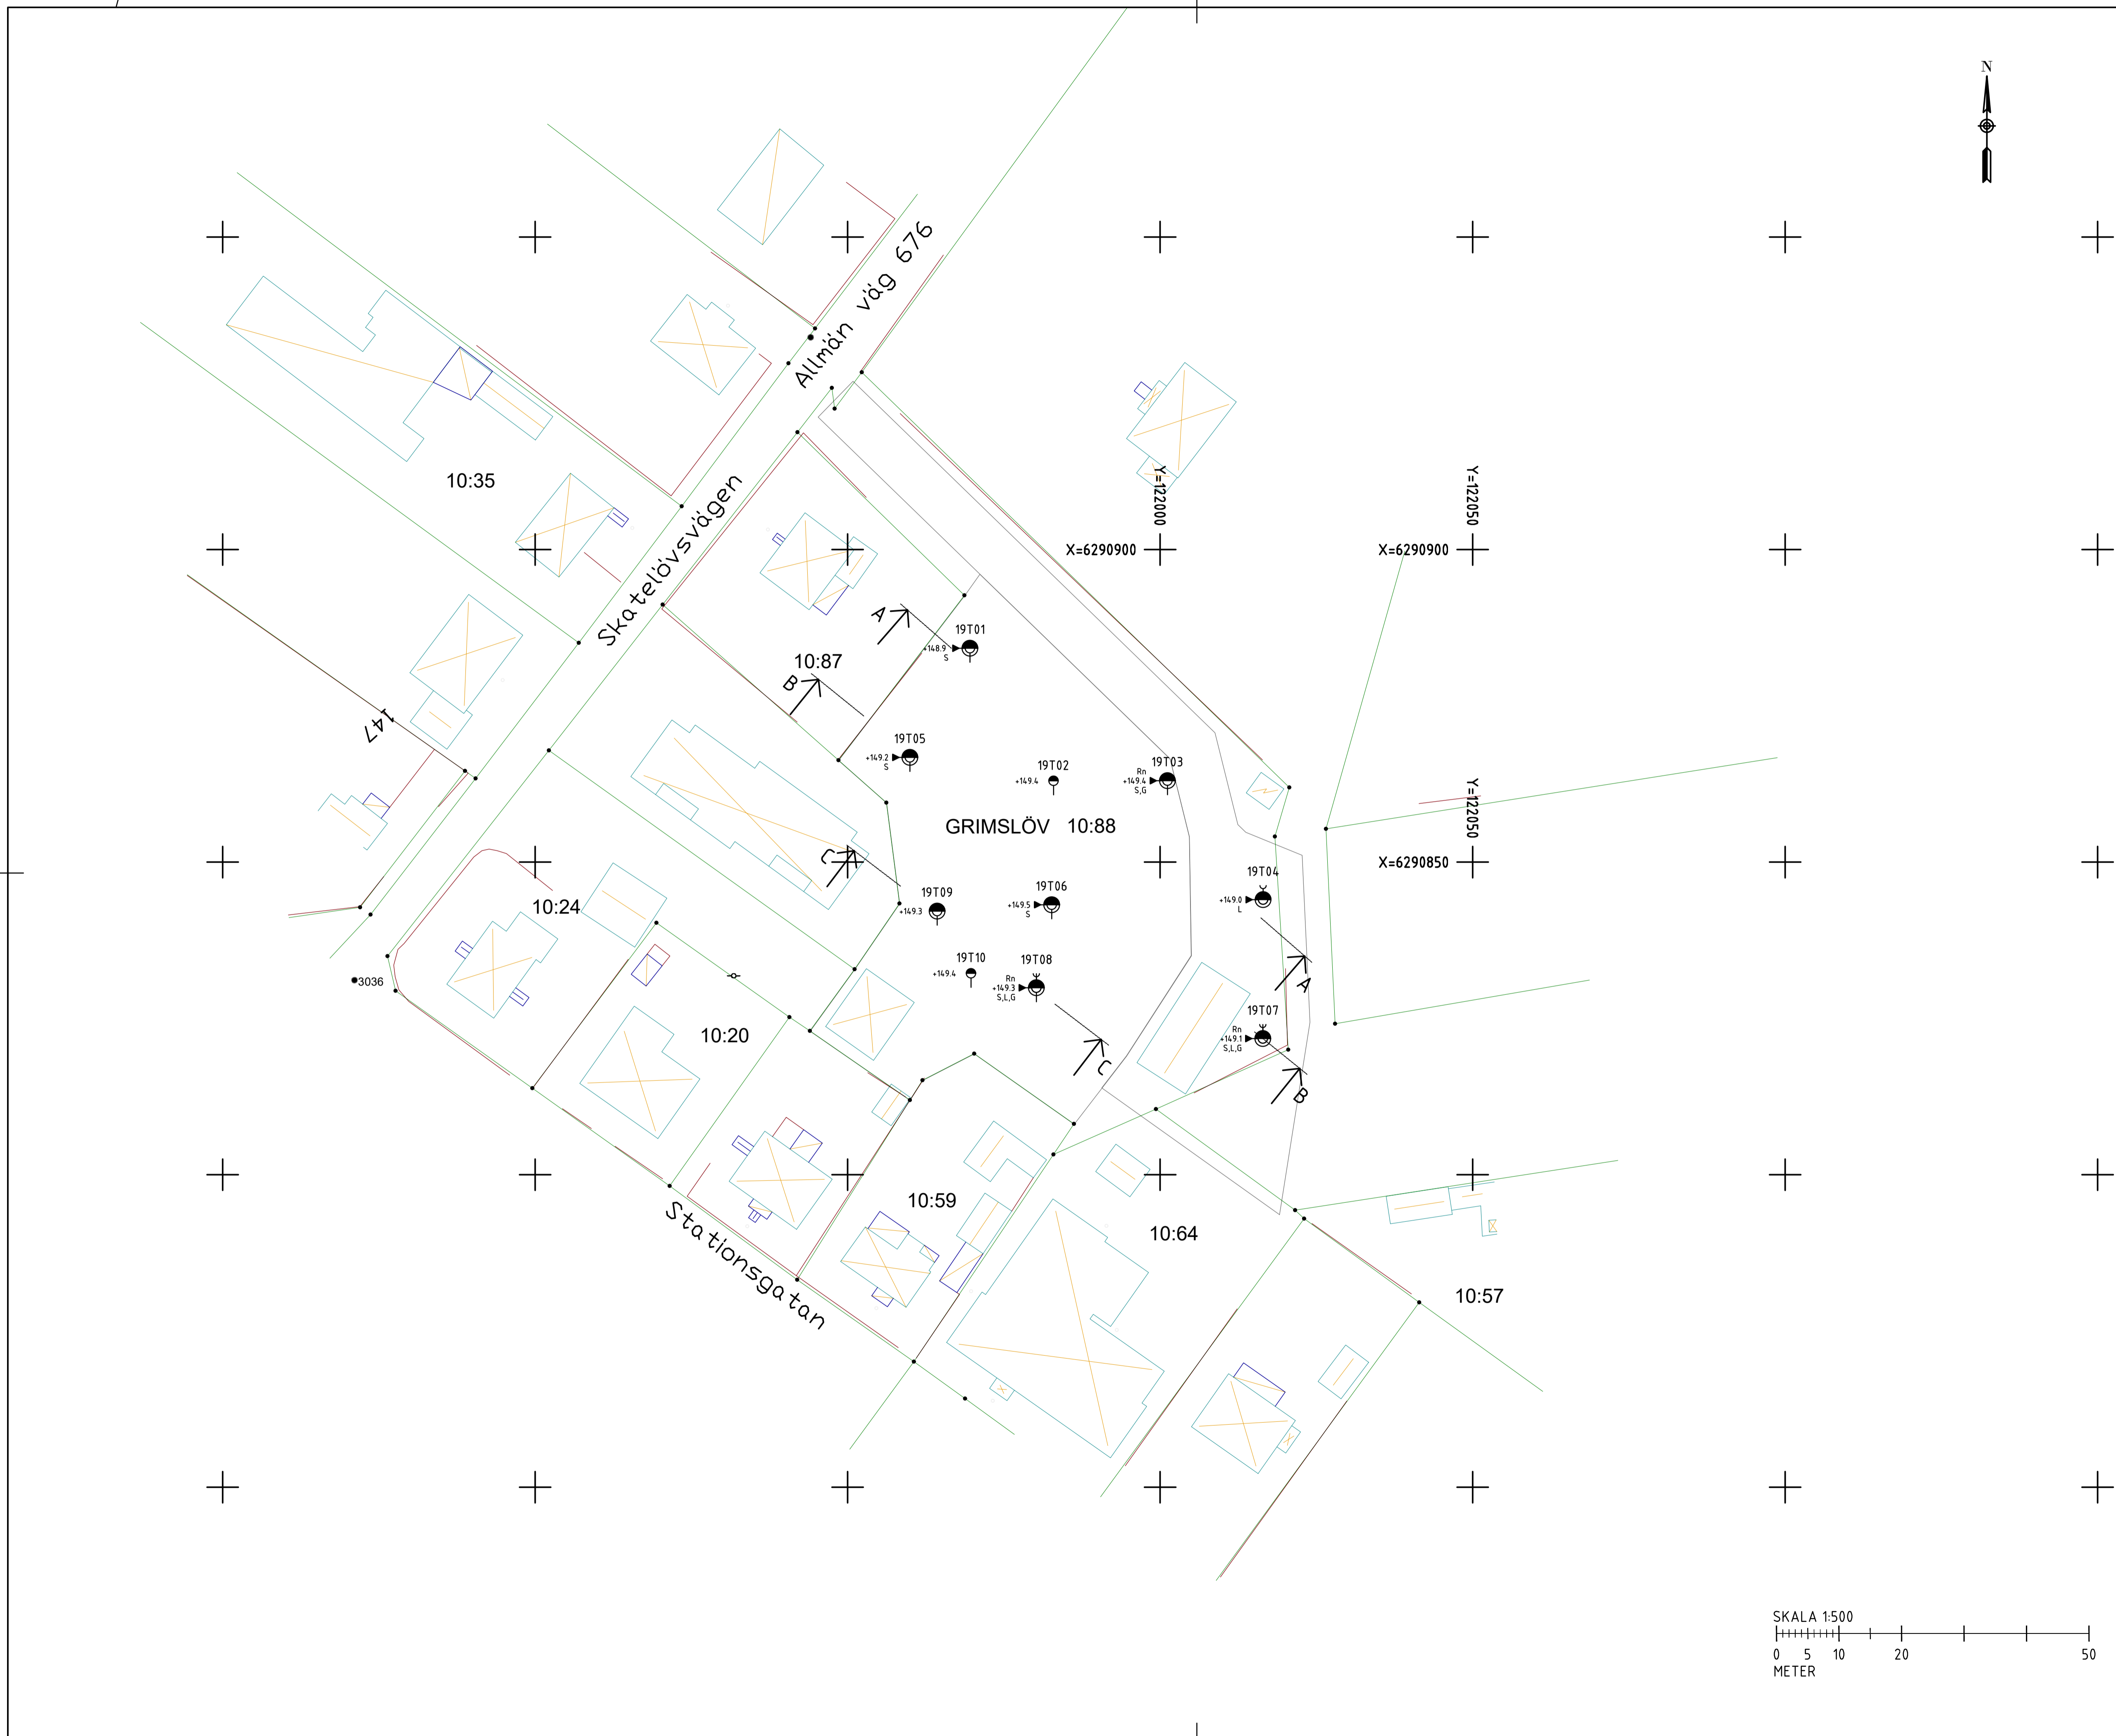 N
Allmän väg 676
10:35
Y=122000
Y=122050
Skatelövsvägen
X=6290900
X=6290900
A
19T01
+148.9
S
10:87
B
147
19T05
+149.2
S
19T02
+149.4
19T03
Rn
+149.4
S,G
Y=122050
GRIMSLÖV 10:88
C
X=6290850
19T04
+149.0
L
19T09
+149.3
19T06
+149.5
S
10:24
19T10
+149.4
19T08
Rn
+149.3
S,L,G
3036
A
19T07
Rn
+149.1
S,L,G
10:20
C
B
10:59
10:64
Stationsgatan
10:57
SKALA 1:500
0 5 10 20 50
METER